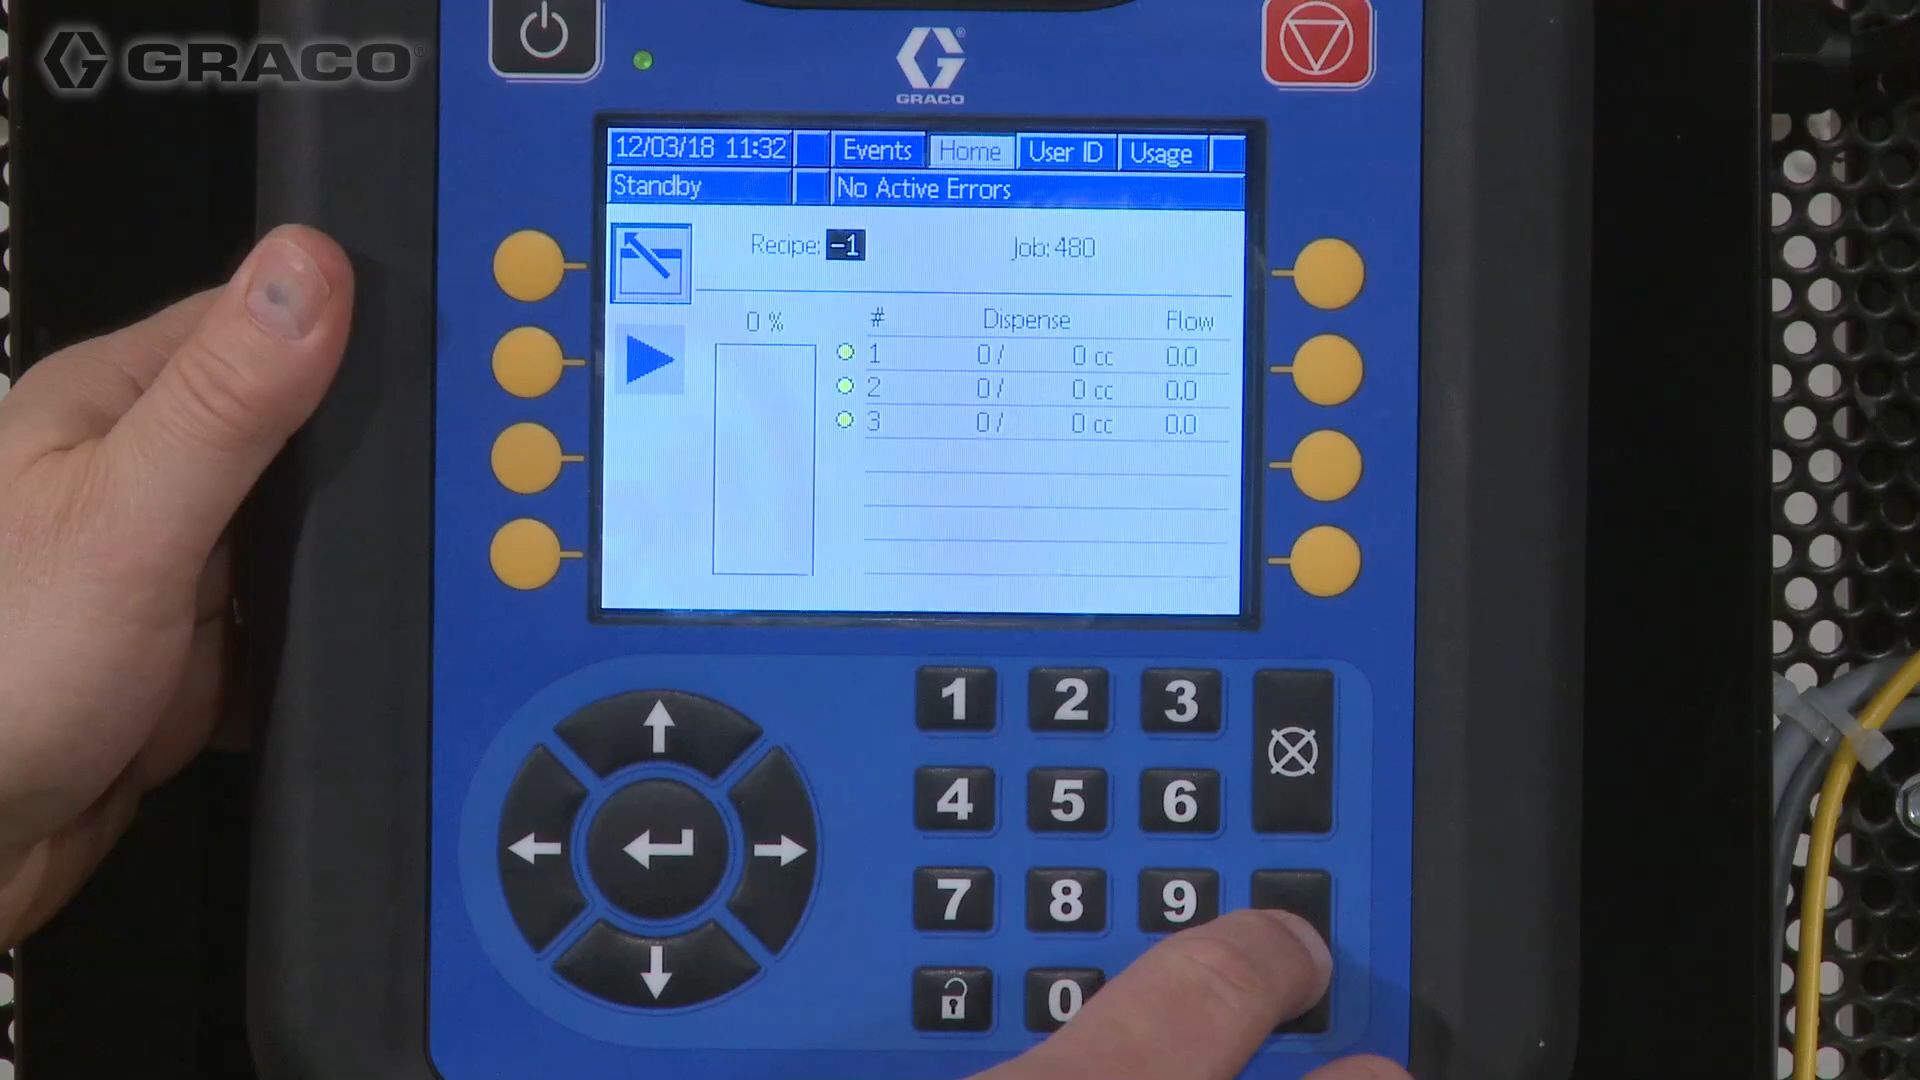 GRACO
GRACO
12/03/18 11:32 Events Home User ID Usage
Standby No Active Errors
Recipe: -1 Job: 480
0 % # Dispense Flow
1 0 / 0 cc 0.0
2 0 / 0 cc 0.0
3 0 / 0 cc 0.0
1 2 3
4 5 6
7 8 9
0